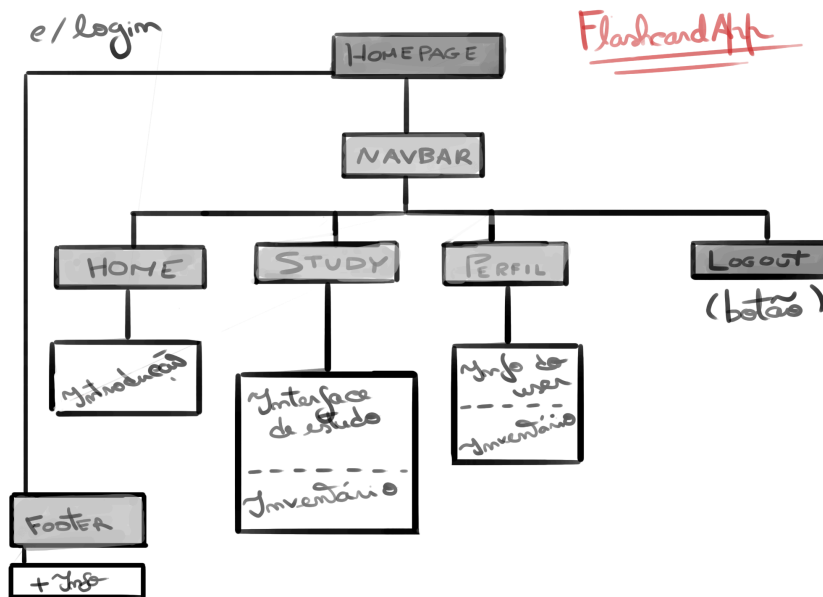 c/login
FlashcardApp
HOMEPAGE
NAVBAR
HOME
STUDY
PERFIL
LOGOUT
(botão)
Introdução
Interface
de estudo
Inventário
Info do
user
Inventário
FOOTER
+ Info